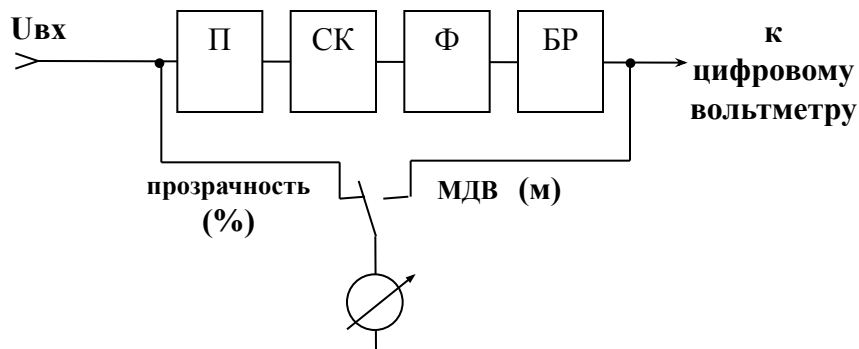 Uвх
П
СК
Ф
БР
к
цифровому
вольтметру
прозрачность
(%)
МДВ (м)